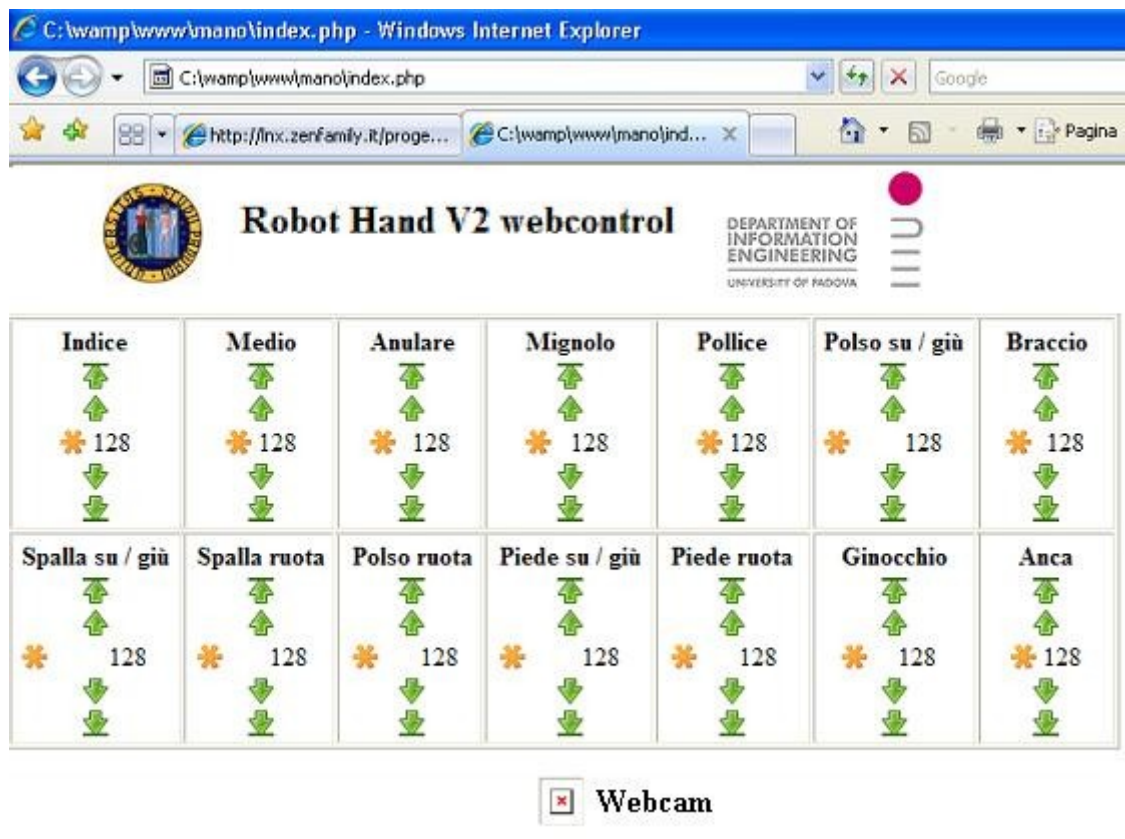 C:\wamp\www\mano\index.php - Windows Internet Explorer
C:\wamp\www\mano\index.php
Google
http://lnx.zenfamily.it/proge... C:\wamp\www\mano\ind... Pagina
Robot Hand V2 webcontrol
DEPARTMENT OF
INFORMATION
ENGINEERING
UNIVERSITY OF PADOVA
Indice Medio Anulare Mignolo Pollice Polso su / giù Braccio
128 128 128 128 128 128 128
Spalla su / giù Spalla ruota Polso ruota Piede su / giù Piede ruota Ginocchio Anca
128 128 128 128 128 128 128
Webcam